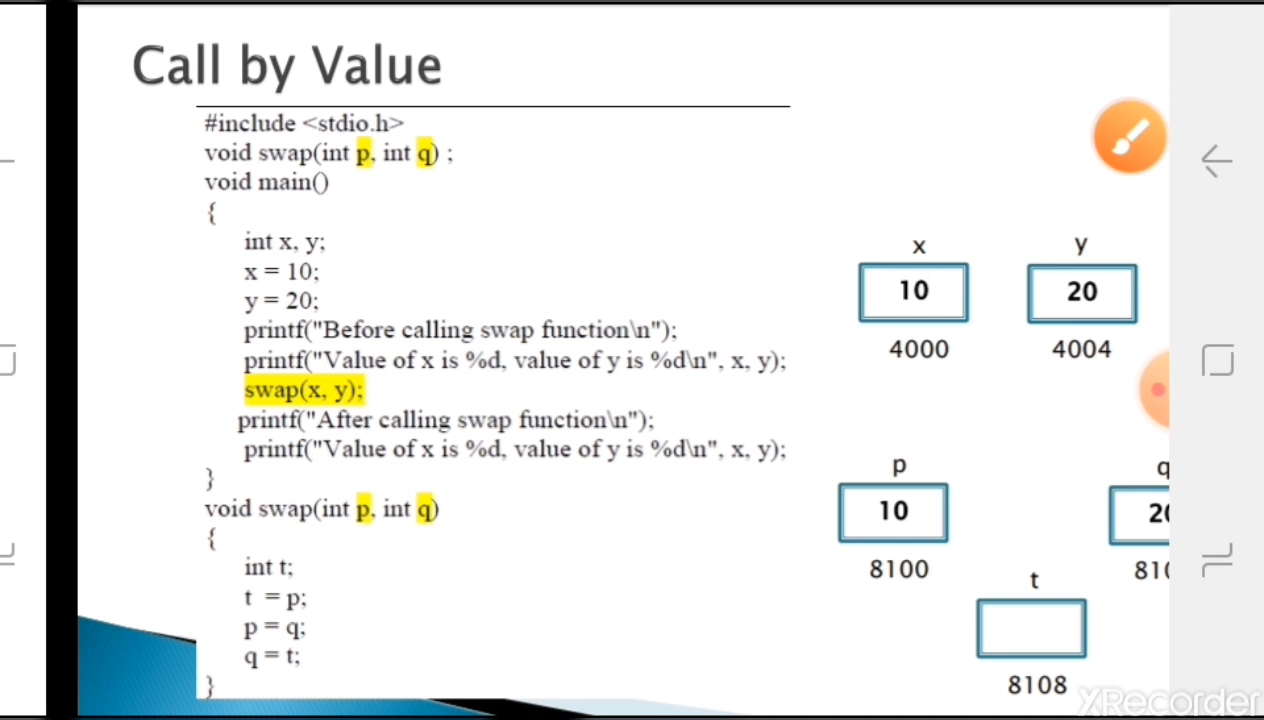 Call by Value
#include <stdio.h>
void swap(int p, int q) ;
void main()
{
int x, y;
x = 10;
y = 20;
printf("Before calling swap function\n");
printf("Value of x is %d, value of y is %d\n", x, y);
swap(x, y);
printf("After calling swap function\n");
printf("Value of x is %d, value of y is %d\n", x, y);
}
void swap(int p, int q)
{
int t;
t = p;
p = q;
q = t;
}
x y
10 20
4000 4004
p q
10
8100
t
8108
XRecorder